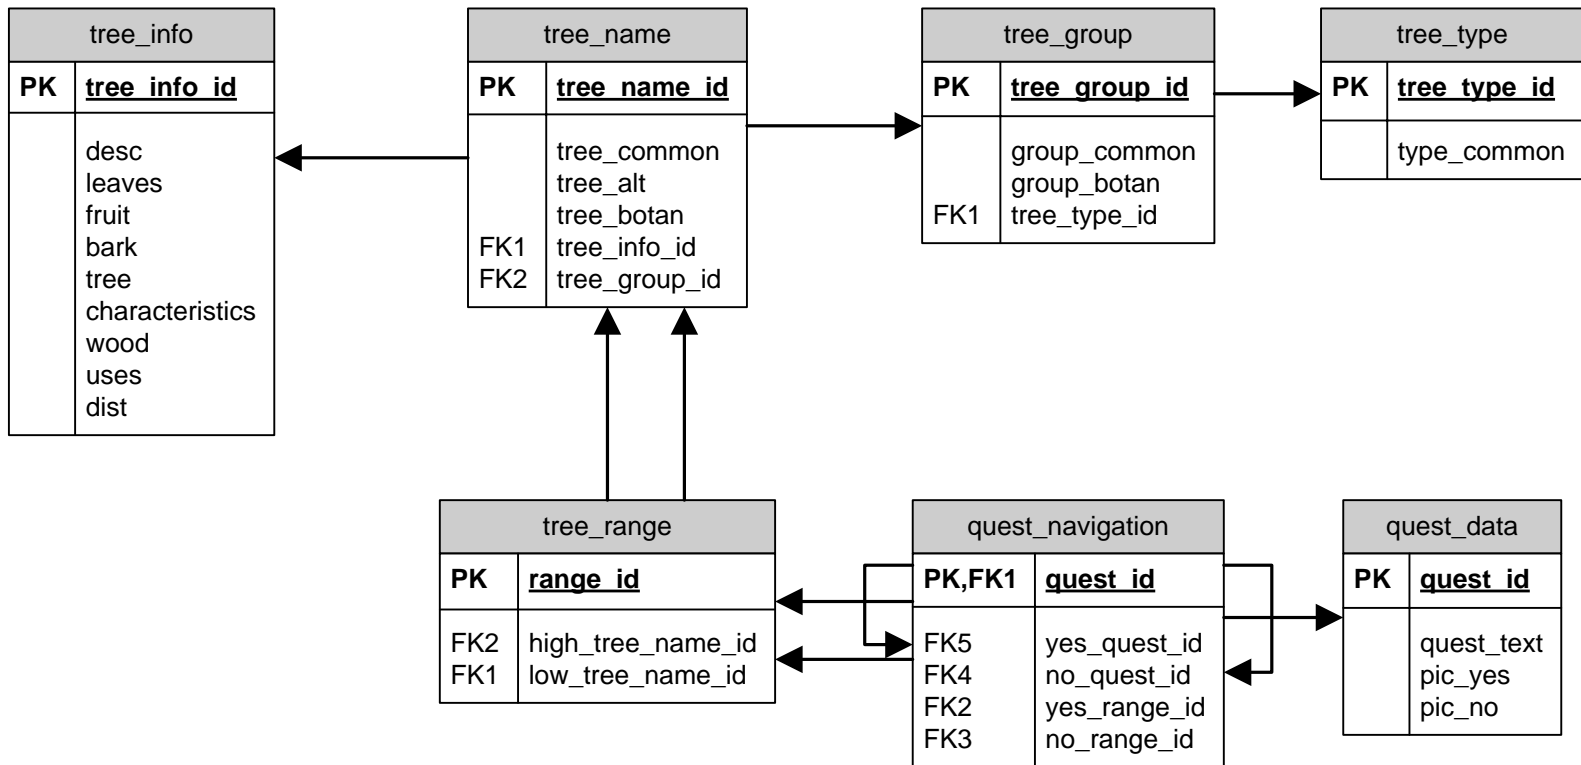 tree_info
PK tree_info_id
desc
leaves
fruit
bark
tree
characteristics
wood
uses
dist
tree_name
PK tree_name_id
tree_common
tree_alt
tree_botan
FK1 tree_info_id
FK2 tree_group_id
tree_group
PK tree_group_id
group_common
group_botan
FK1 tree_type_id
tree_type
PK tree_type_id
type_common
tree_range
PK range_id
FK2 high_tree_name_id
FK1 low_tree_name_id
quest_navigation
PK,FK1 quest_id
FK5 yes_quest_id
FK4 no_quest_id
FK2 yes_range_id
FK3 no_range_id
quest_data
PK quest_id
quest_text
pic_yes
pic_no